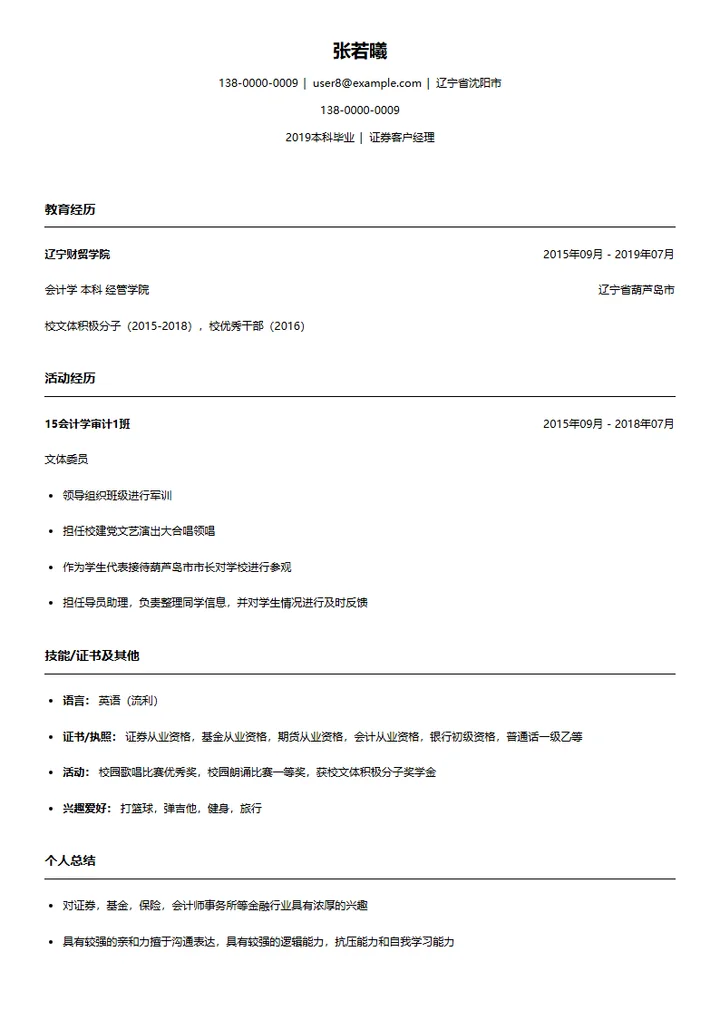 张若曦
138-0000-0009 | user8@example.com | 辽宁省沈阳市
138-0000-0009
2019本科毕业 | 证券客户经理
教育经历
辽宁财贸学院 2015年09月 - 2019年07月
会计学 本科 经管学院 辽宁省葫芦岛市
校文体积极分子（2015-2018），校优秀干部（2016）
活动经历
15会计学审计1班 2015年09月 - 2018年07月
文体委员
• 领导组织班级进行军训
• 担任校建党文艺演出大合唱领唱
• 作为学生代表接待葫芦岛市市长对学校进行参观
• 担任导员助理，负责整理同学信息，并对学生情况进行及时反馈
技能/证书及其他
• 语言： 英语（流利）
• 证书/执照： 证券从业资格，基金从业资格，期货从业资格，会计从业资格，银行初级资格，普通话一级乙等
• 活动： 校园歌唱比赛优秀奖，校园朗诵比赛一等奖，获校文体积极分子奖学金
• 兴趣爱好： 打篮球，弹吉他，健身，旅行
个人总结
• 对证券，基金，保险，会计师事务所等金融行业具有浓厚的兴趣
• 具有较强的亲和力擅于沟通表达，具有较强的逻辑能力，抗压能力和自我学习能力